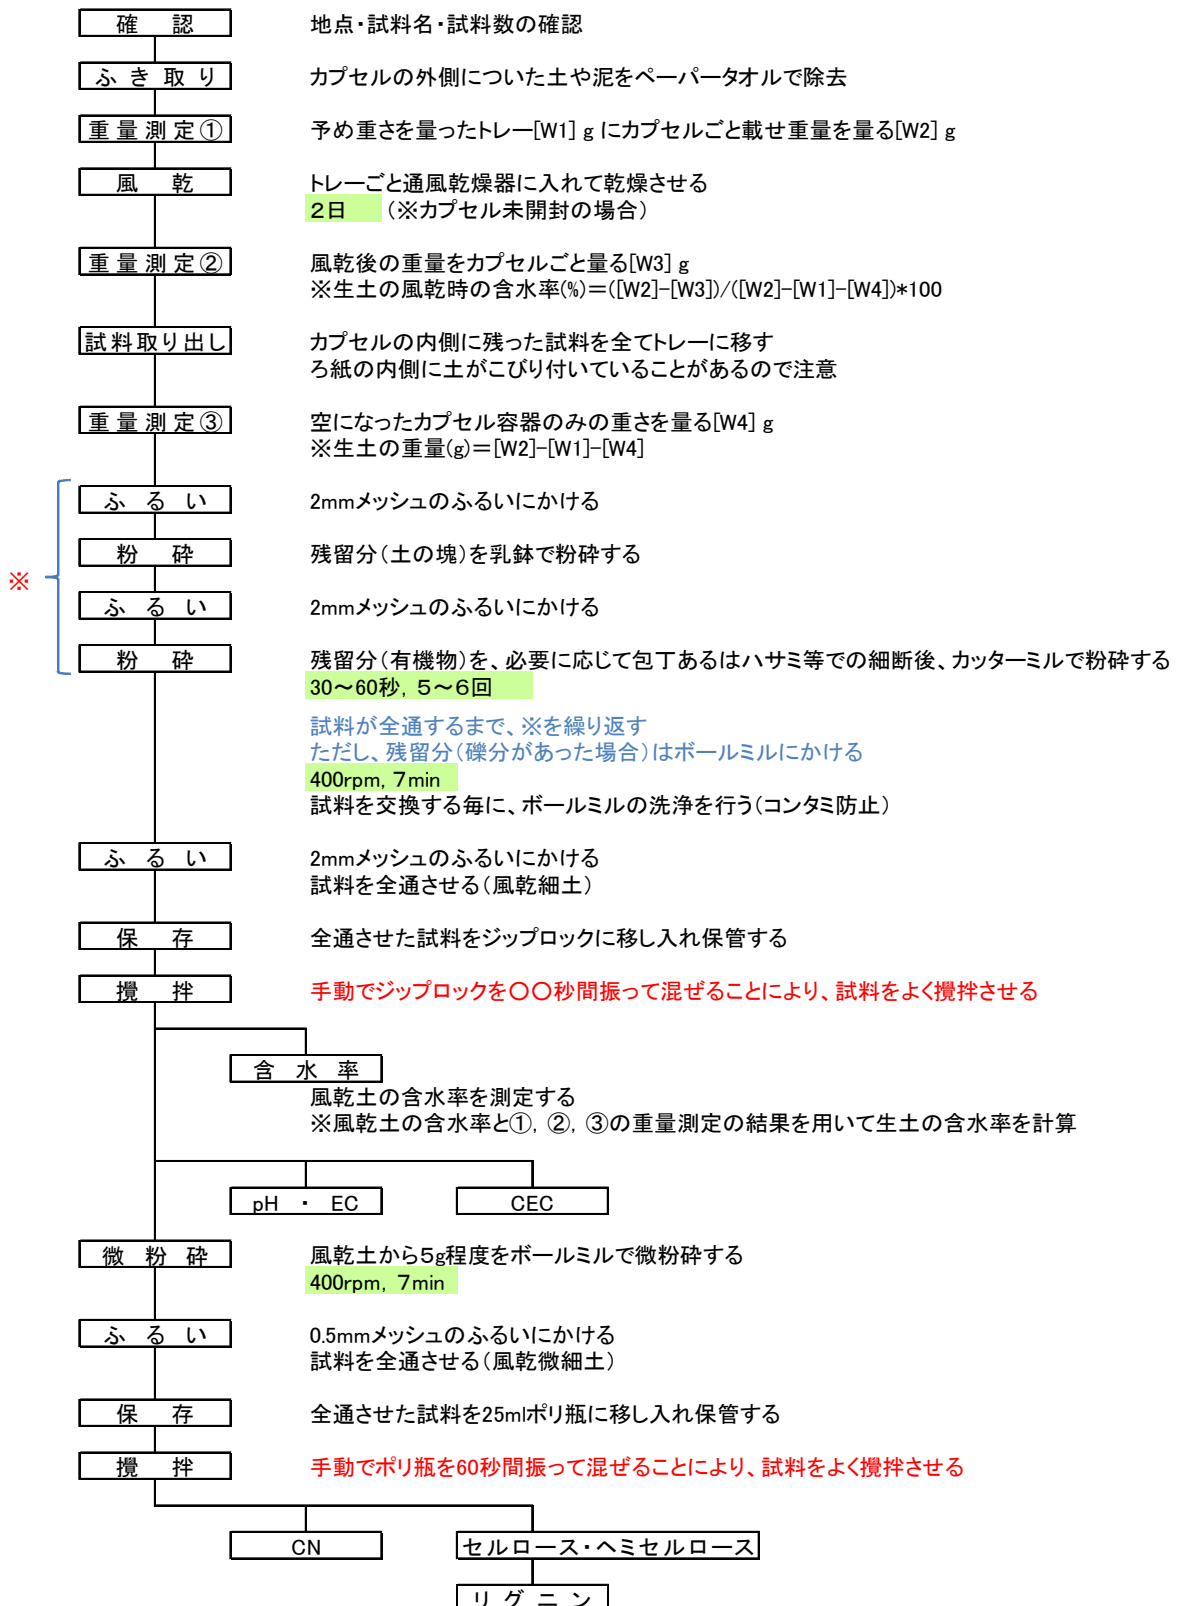 確 認 地点・試料名・試料数の確認
ふ き 取 り カプセルの外側についた土や泥をペーパータオルで除去
重 量 測 定 ① 予め重さを量ったトレー[W1] g にカプセルごと載せ重量を量る[W2] g
風 乾 トレーごと通風乾燥器に入れて乾燥させる
2日 (※カプセル未開封の場合)
重 量 測 定 ② 風乾後の重量をカプセルごと量る[W3] g
※生土の風乾時の含水率(%)=([W2]-[W3])/([W2]-[W1]-[W4])*100
試料取り出し カプセルの内側に残った試料を全てトレーに移す
ろ紙の内側に土がこびり付いていることがあるので注意
重 量 測 定 ③ 空になったカプセル容器のみの重さを量る[W4] g
※生土の重量(g)=[W2]-[W1]-[W4]
ふ る い 2mmメッシュのふるいにかける
粉 砕 残留分(土の塊)を乳鉢で粉砕する
※
ふ る い 2mmメッシュのふるいにかける
粉 砕 残留分(有機物)を、必要に応じて包丁あるはハサミ等での細断後、カッターミルで粉砕する
30~60秒, 5~6回
試料が全通するまで、※を繰り返す
ただし、残留分(礫分があった場合)はボールミルにかける
400rpm, 7min
試料を交換する毎に、ボールミルの洗浄を行う(コンタミ防止)
ふ る い 2mmメッシュのふるいにかける
試料を全通させる(風乾細土)
保 存 全通させた試料をジップロックに移し入れ保管する
攪 拌 手動でジップロックを〇〇秒間振って混ぜることにより、試料をよく攪拌させる
含 水 率
風乾土の含水率を測定する
※風乾土の含水率と①, ②, ③の重量測定の結果を用いて生土の含水率を計算
pH ・ EC CEC
微 粉 砕 風乾土から5g程度をボールミルで微粉砕する
400rpm, 7min
ふ る い 0.5mmメッシュのふるいにかける
試料を全通させる(風乾微細土)
保 存 全通させた試料を25mlポリ瓶に移し入れ保管する
攪 拌 手動でポリ瓶を60秒間振って混ぜることにより、試料をよく攪拌させる
CN セルロース・ヘミセルロース
リ グ ニ ン